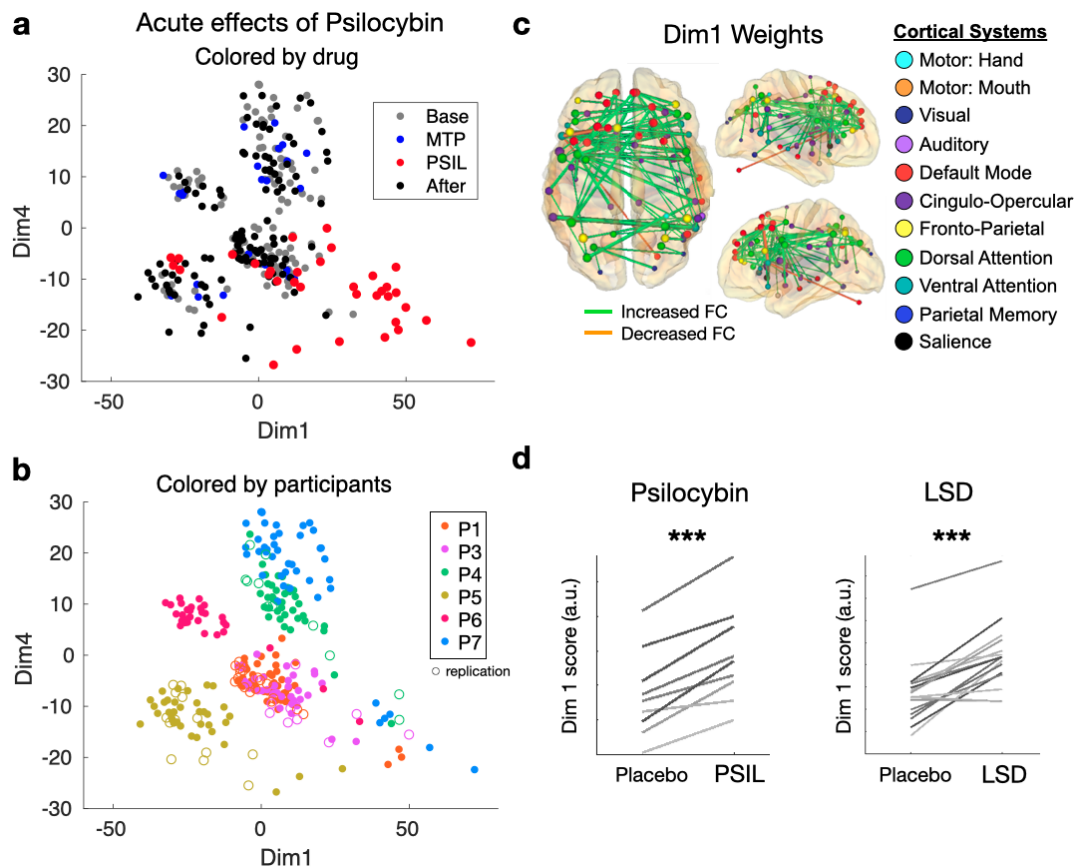 a
Acute effects of Psilocybin
Colored by drug
30
20
10
0
-10
-20
-30
Dim4
-50
0
50
Dim1
Base
MTP
PSIL
After
b
Colored by participants
30
20
10
0
-10
-20
-30
Dim4
-50
0
50
Dim1
P1
P3
P4
P5
P6
P7
replication
c
Dim1 Weights
Increased FC
Decreased FC
Cortical Systems
Motor: Hand
Motor: Mouth
Visual
Auditory
Default Mode
Cingulo-Opercular
Fronto-Parietal
Dorsal Attention
Ventral Attention
Parietal Memory
Salience
d
Psilocybin
***
Dim 1 score (a.u.)
Placebo
PSIL
LSD
***
Dim 1 score (a.u.)
Placebo
LSD